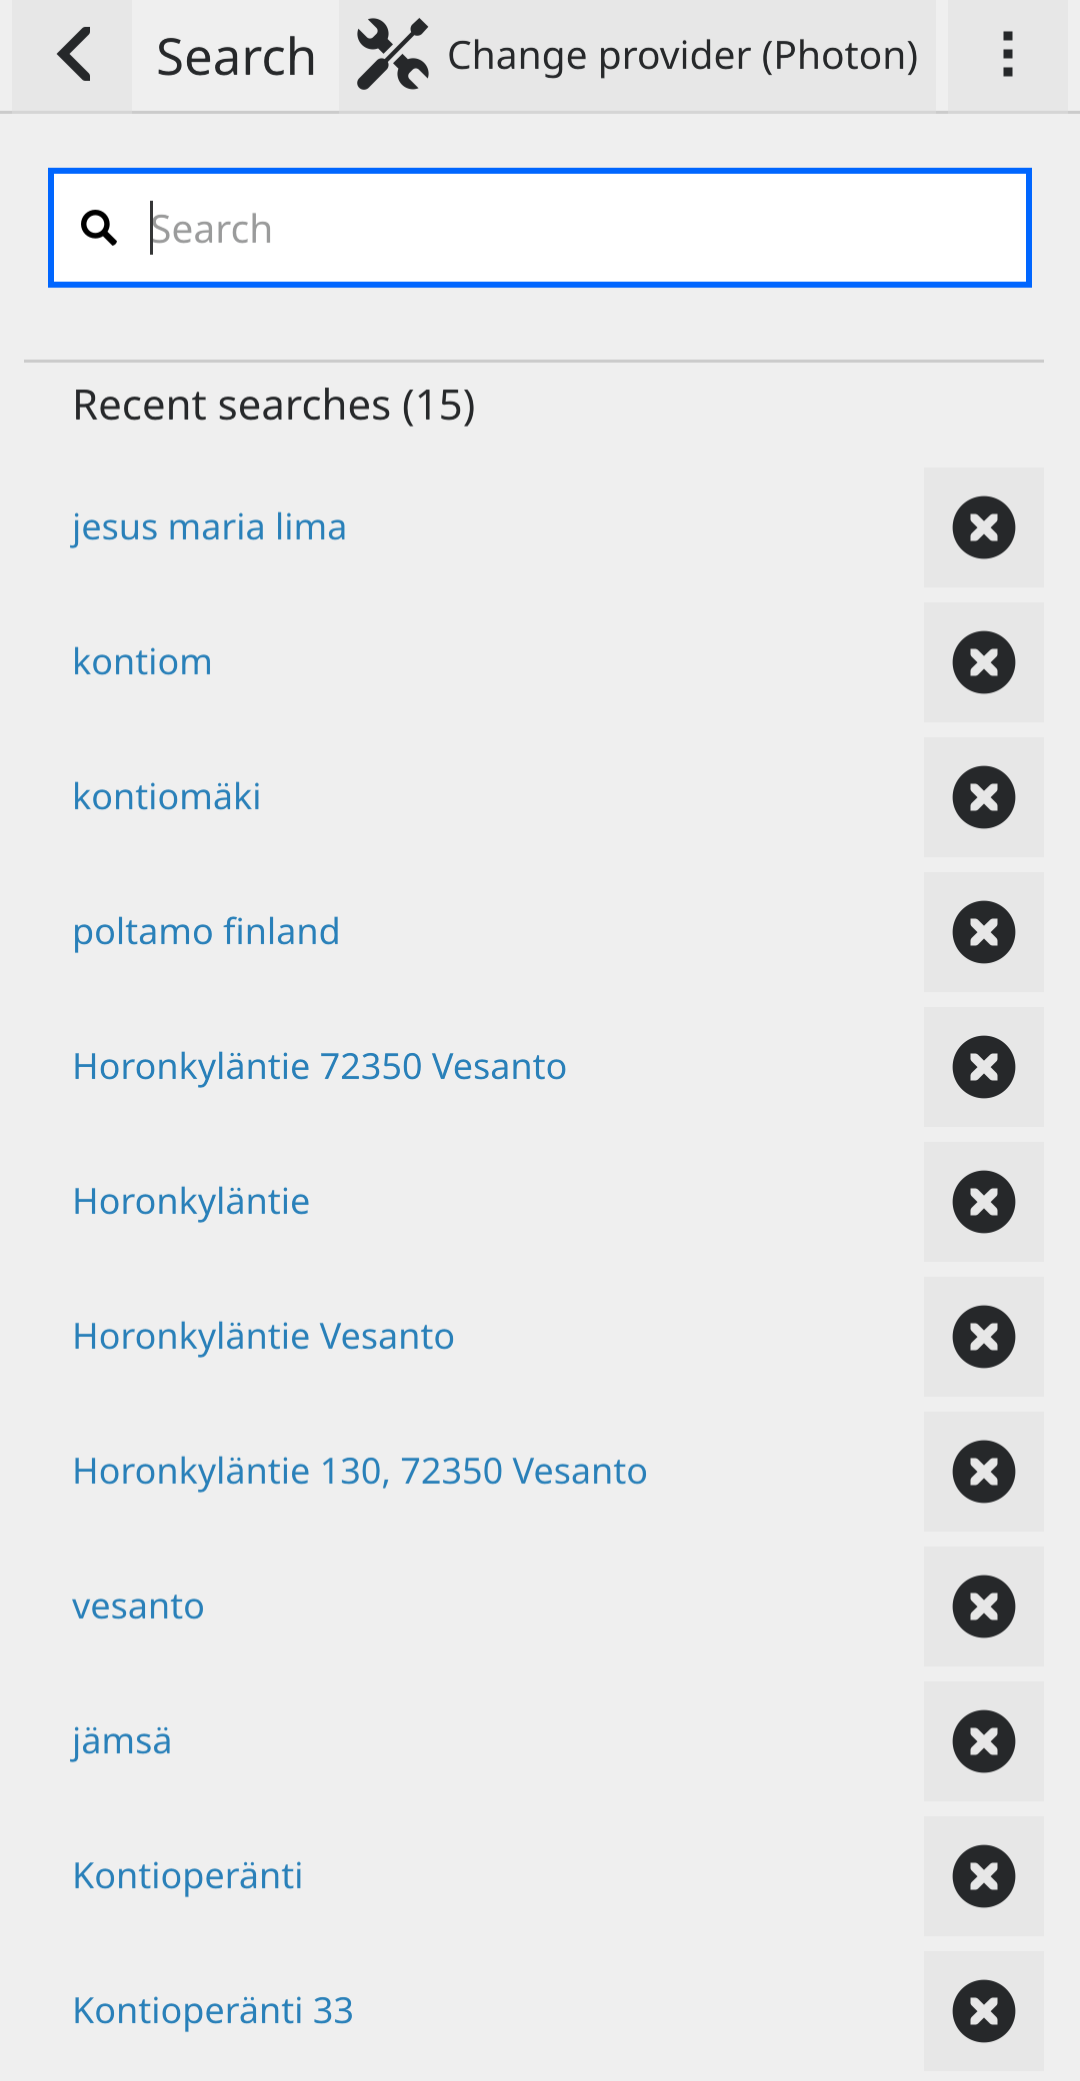 Search
Change provider (Photon)
Search
Recent searches (15)
jesus maria lima
kontiom
kontiomäki
poltamo finland
Horonkyläntie 72350 Vesanto
Horonkyläntie
Horonkyläntie Vesanto
Horonkyläntie 130, 72350 Vesanto
vesanto
jämsä
Kontioperänti
Kontioperänti 33